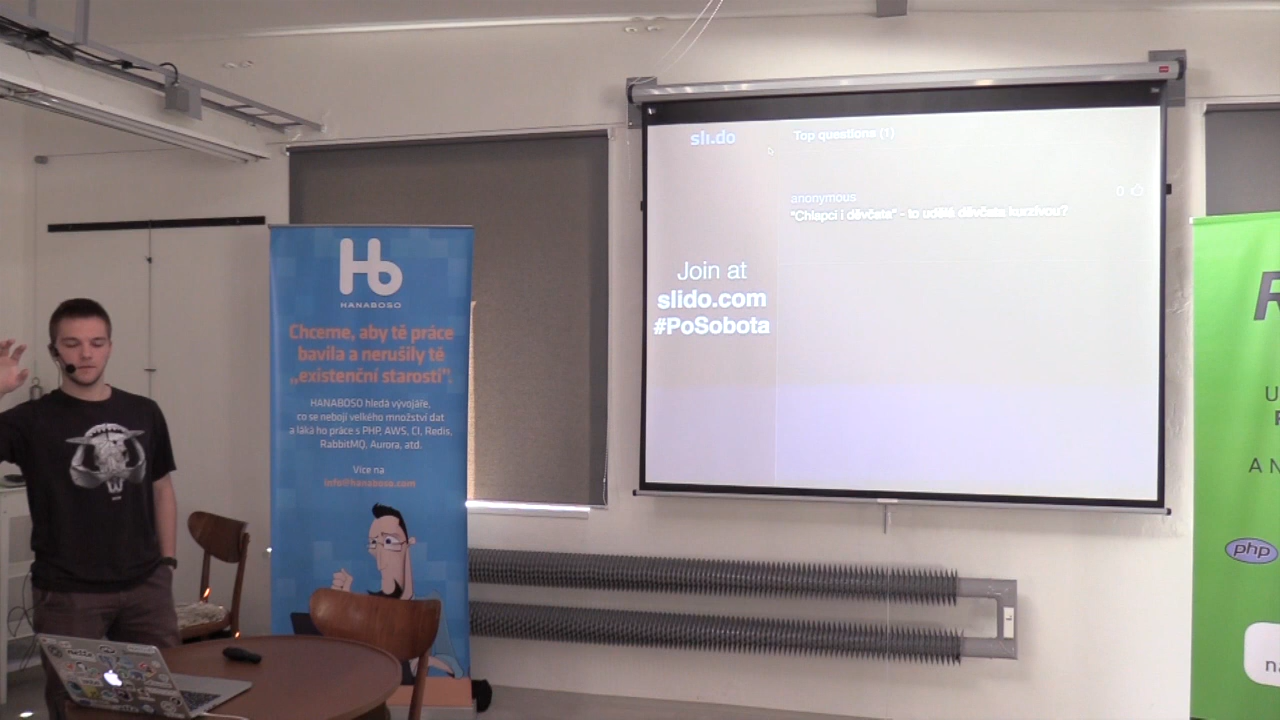 Hb
HANABOSO
Chceme, aby tě práce
bavila a nerušily tě
„existenční starosti“.
HANABOSO hledá vývojáře,
co se nebojí velkého množství dat
a láká ho práce s PHP, AWS, CI, Redis,
RabbitMQ, Aurora, atd.
Více na
info@hanaboso.com
sli.do
Join at
slido.com
#PoSobota
Top questions (1)
anonymous
0
"Chlapci i děvčata" - to udělá děvčata kurzívou?
R
U
A N
php
na